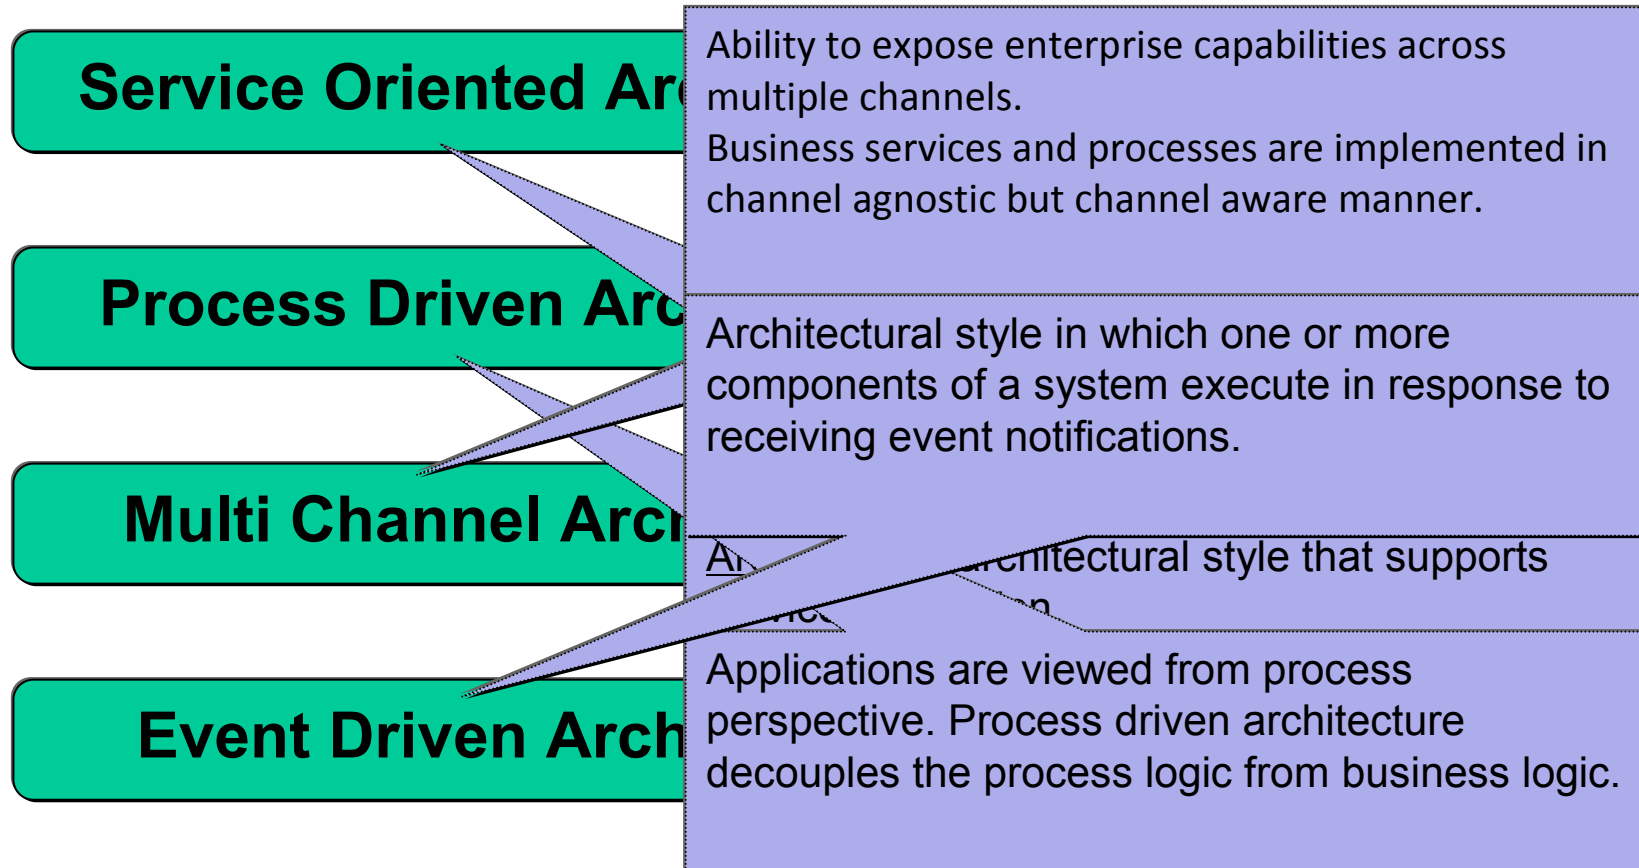 Service Oriented Arc
Ability to expose enterprise capabilities across
multiple channels.
Business services and processes are implemented in
channel agnostic but channel aware manner.
Process Driven Arc
Architectural style in which one or more
components of a system execute in response to
receiving event notifications.
Multi Channel Arch
architectural style that supports
Event Driven Arch
Applications are viewed from process
perspective. Process driven architecture
decouples the process logic from business logic.